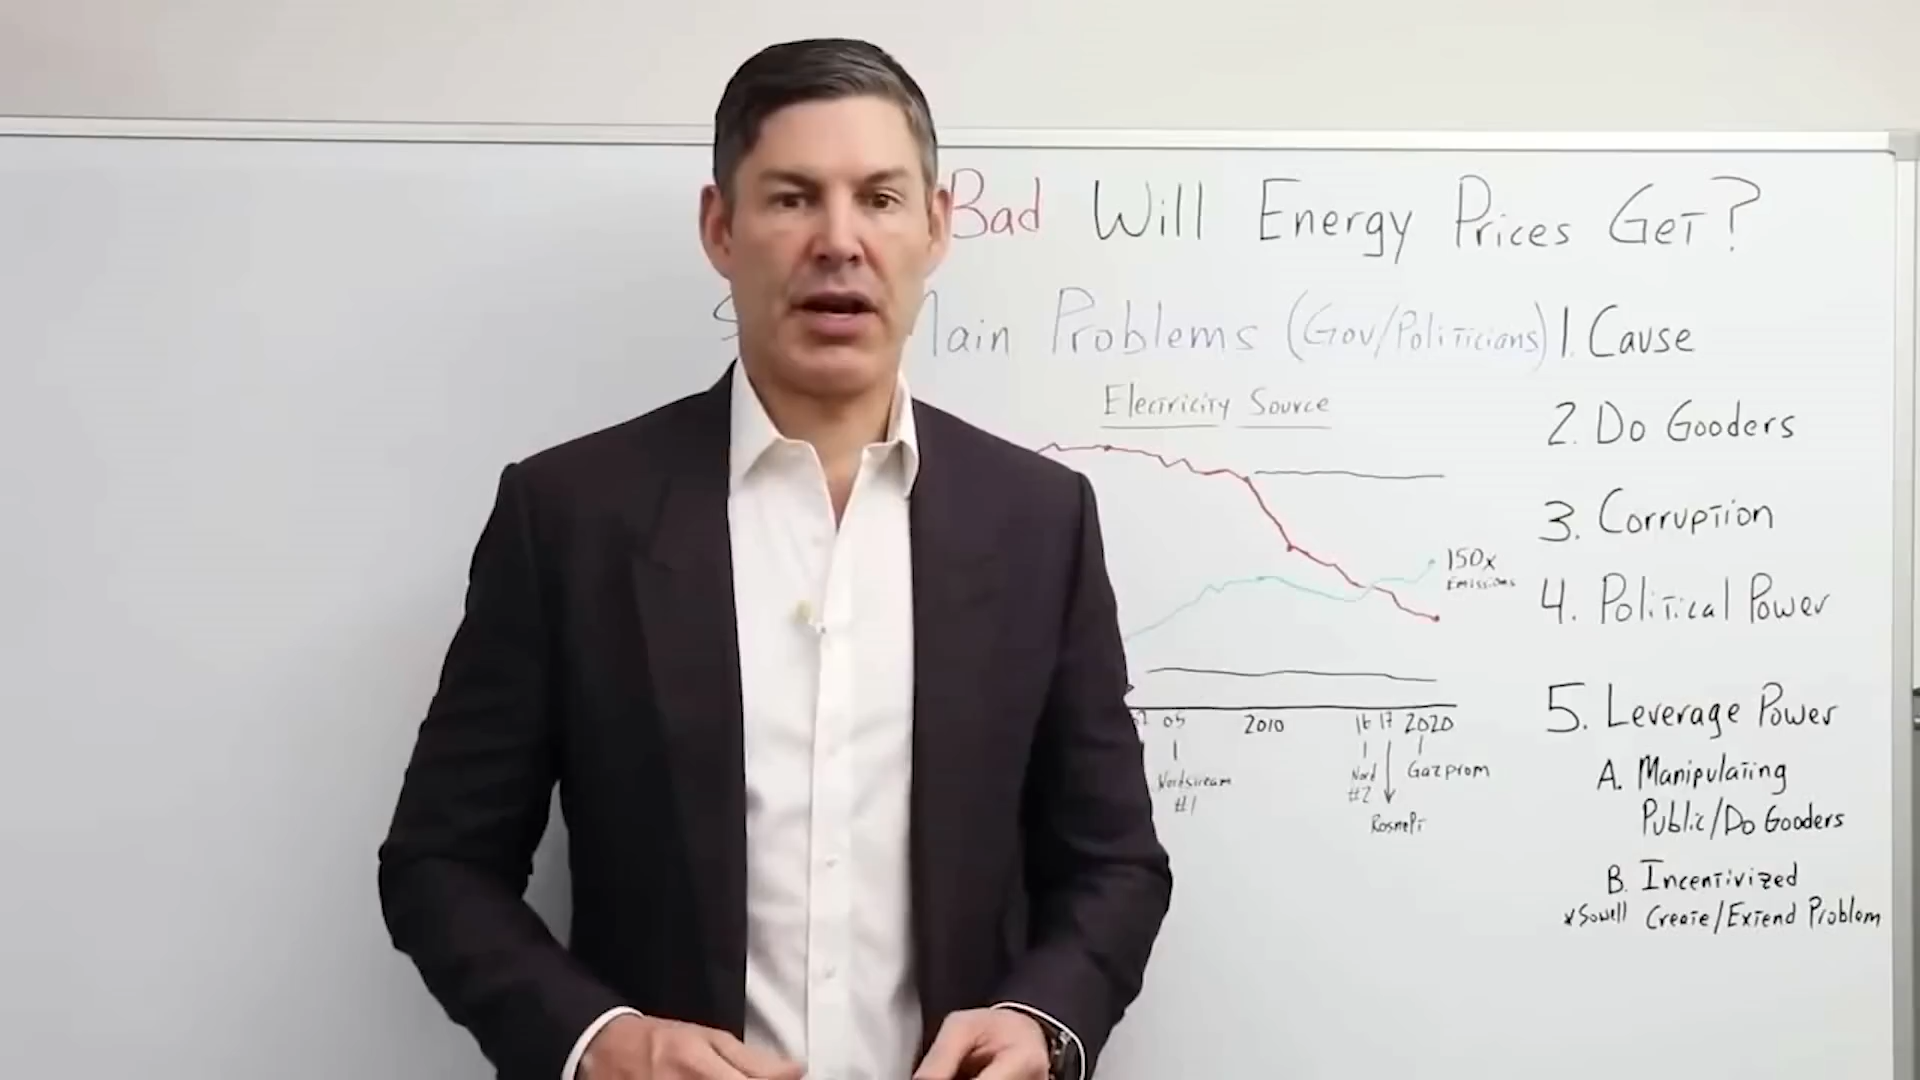 Bad Will Energy Prices Get?
Main Problems (Gov/Politicians)
1. Cause
Electricity Source
2. Do Gooders
3. Corruption
150x
Emissions
4. Political Power
5. Leverage Power
05 2010 16 17 2020
Nordstream
#1
Nord
#2
Gazprom
Rosneft
A. Manipulating
Public/Do Gooders
B. Incentivized
*Sowell Create/Extend Problem